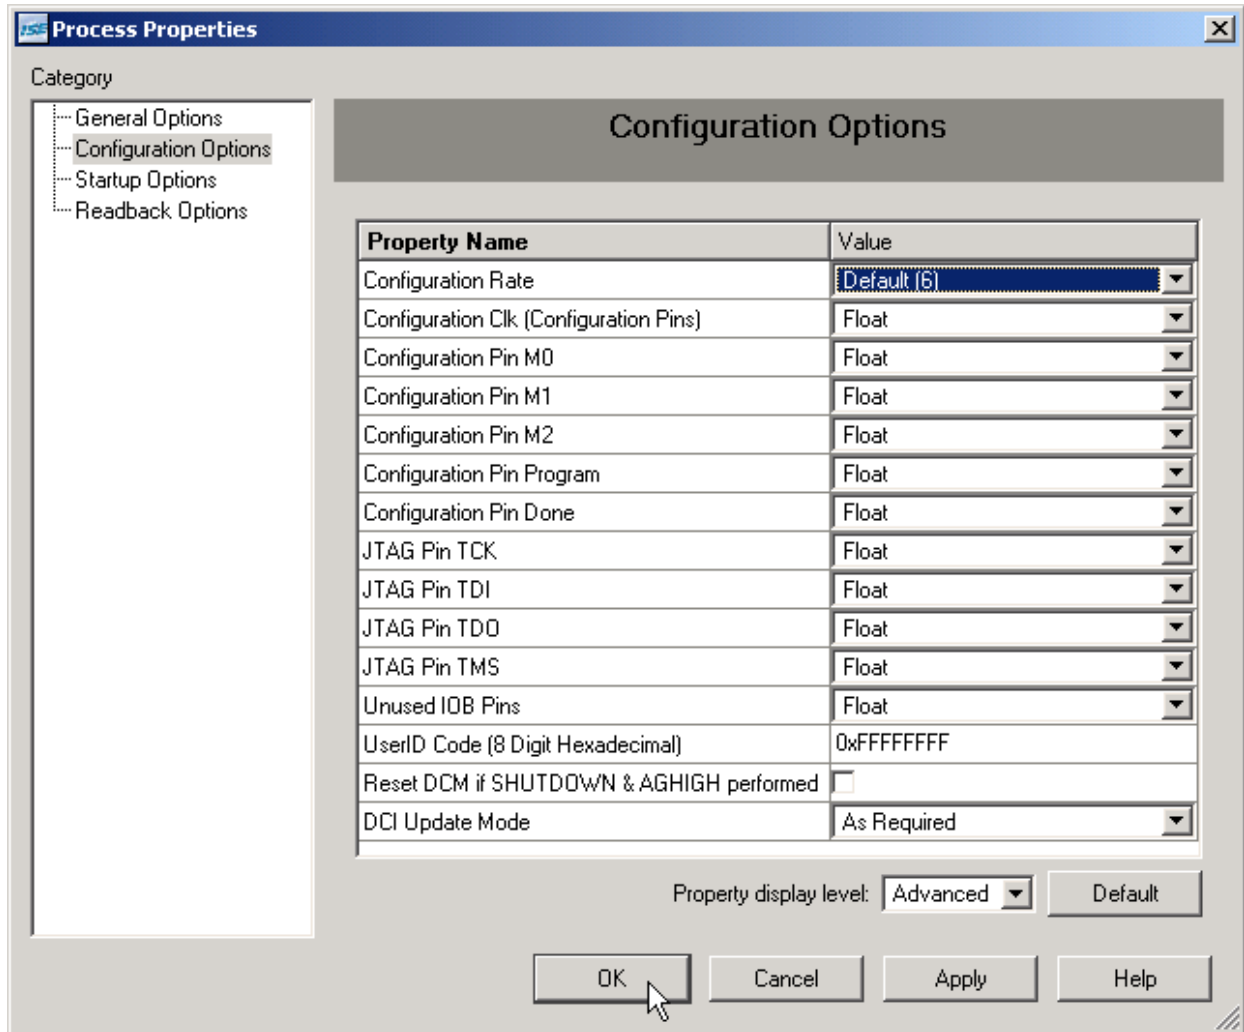 ISE Process Properties
Category
General Options
Configuration Options
Startup Options
Readback Options
Configuration Options
Property Name Value
Configuration Rate Default (6)
Configuration Clk (Configuration Pins) Float
Configuration Pin M0 Float
Configuration Pin M1 Float
Configuration Pin M2 Float
Configuration Pin Program Float
Configuration Pin Done Float
JTAG Pin TCK Float
JTAG Pin TDI Float
JTAG Pin TDO Float
JTAG Pin TMS Float
Unused IOB Pins Float
UserID Code (8 Digit Hexadecimal) 0xFFFFFFFF
Reset DCM if SHUTDOWN & AGHIGH performed
DCI Update Mode As Required
Property display level: Advanced Default
OK Cancel Apply Help